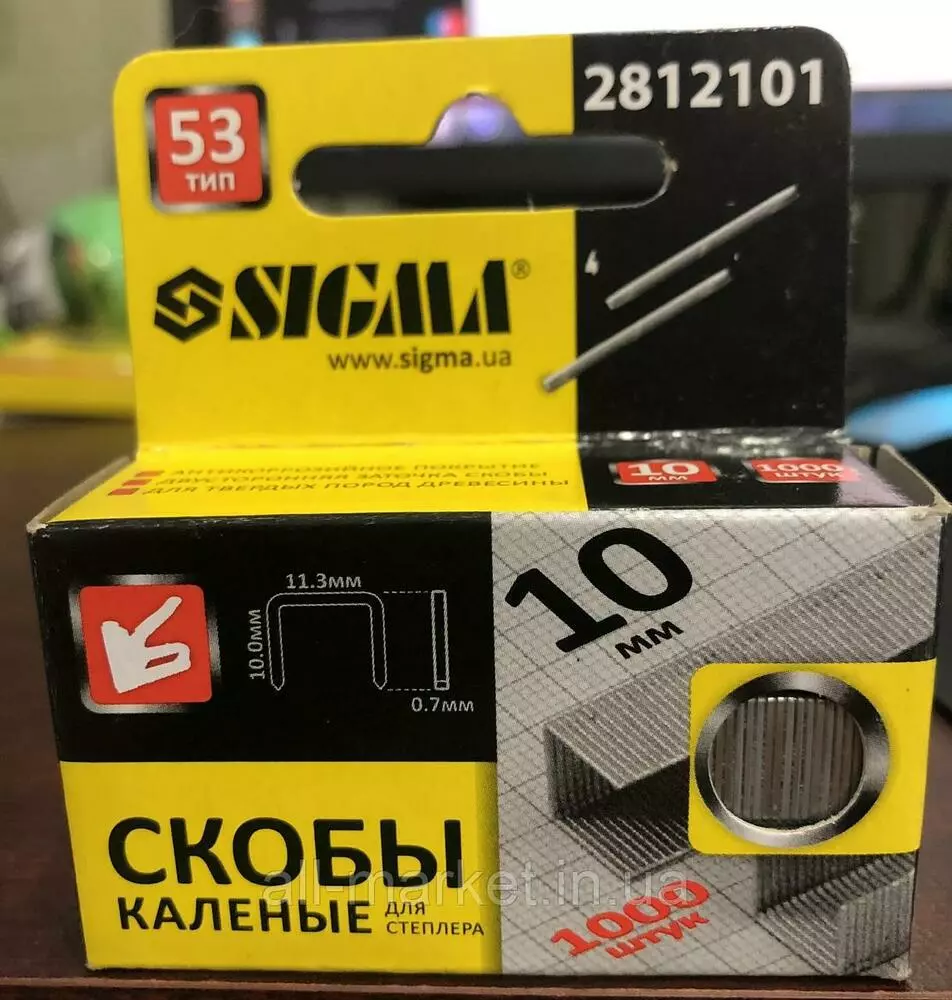 53
ТИП
2812101
SIGMA®
www.sigma.ua
4
АНТИКОРРОЗИЙНОЕ ПОКРЫТИЕ
ДВУСТОРОННЯЯ ЗАТОЧКА СКОБЫ
ДЛЯ ТВЕРДЫХ ПОРОД ДРЕВЕСИНЫ
10
мм
1000
штук
11.3мм
10.0мм
0.7мм
10
мм
СКОБЫ
КАЛЕНЫЕ
ДЛЯ
СТЕПЛЕРА
1000
штук
all-market.in.ua